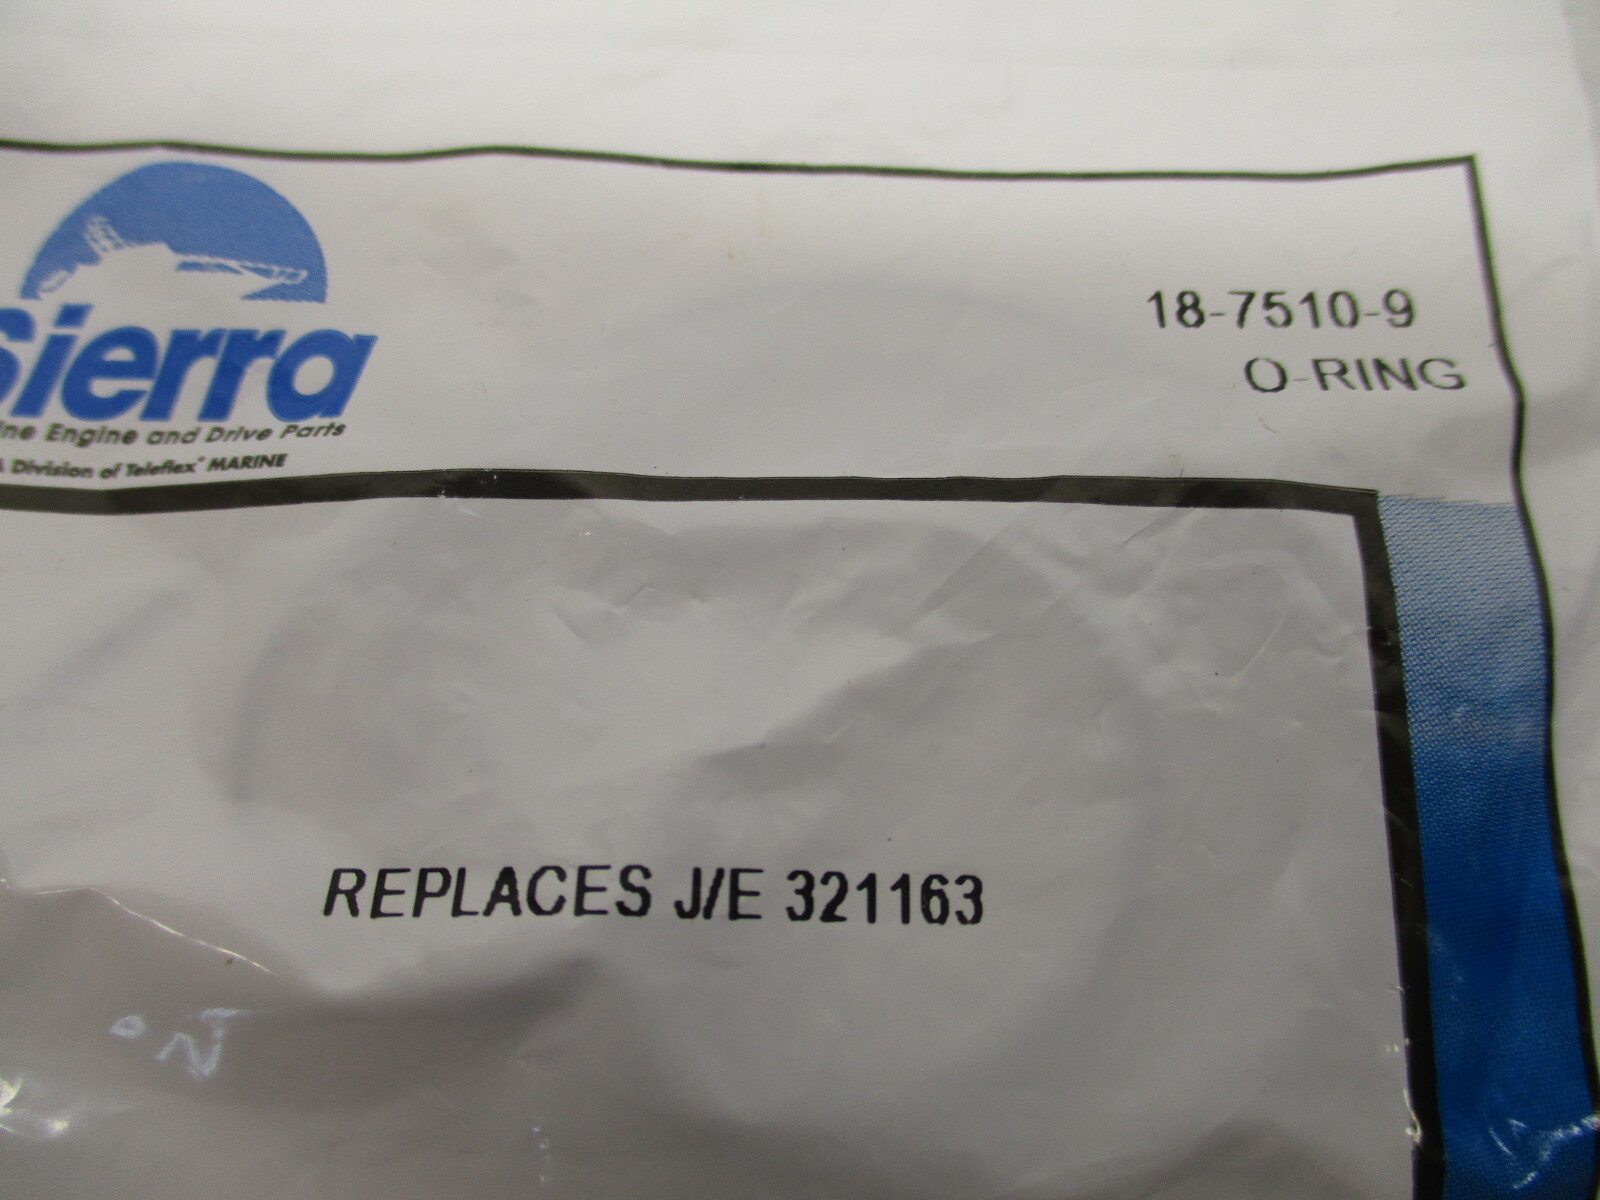 Sierra
ine Engine and Drive Parts
A Division of Teleflex® MARINE
18-7510-9
O-RING
REPLACES J/E 321163